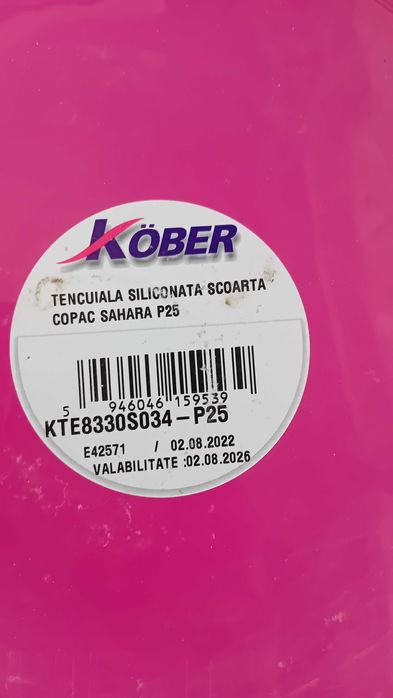 KÖBER
TENCUIALA SILICONATA SCOARTA
COPAC SAHARA P25
5 946046 159539
KTE8330S034-P25
E42571 / 02.08.2022
VALABILITATE :02.08.2026